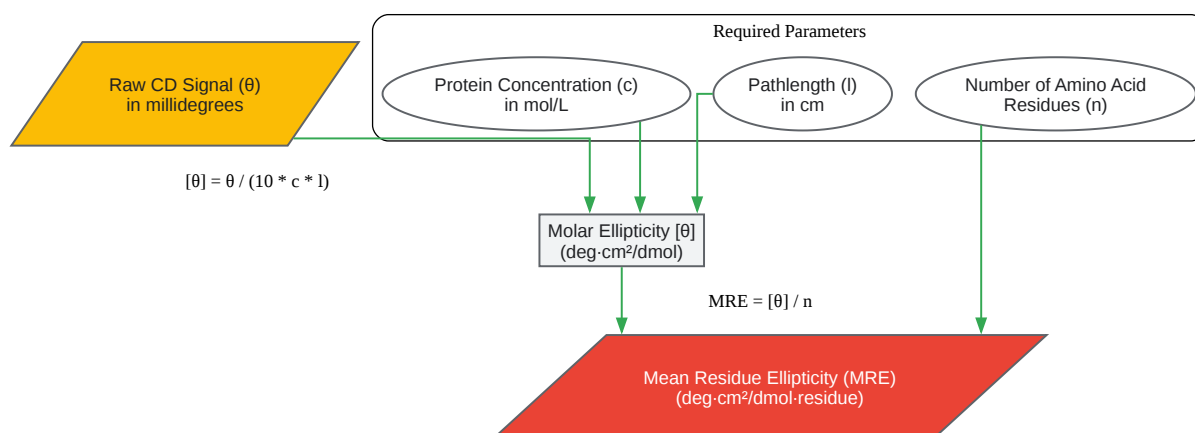 Required Parameters
Raw CD Signal (θ)
in millidegrees
Protein Concentration (c)
in mol/L
Pathlength (l)
in cm
Number of Amino Acid
Residues (n)
[θ] = θ / (10 * c * l)
Molar Ellipticity [θ]
(deg·cm²/dmol)
MRE = [θ] / n
Mean Residue Ellipticity (MRE)
(deg·cm²/dmol·residue)